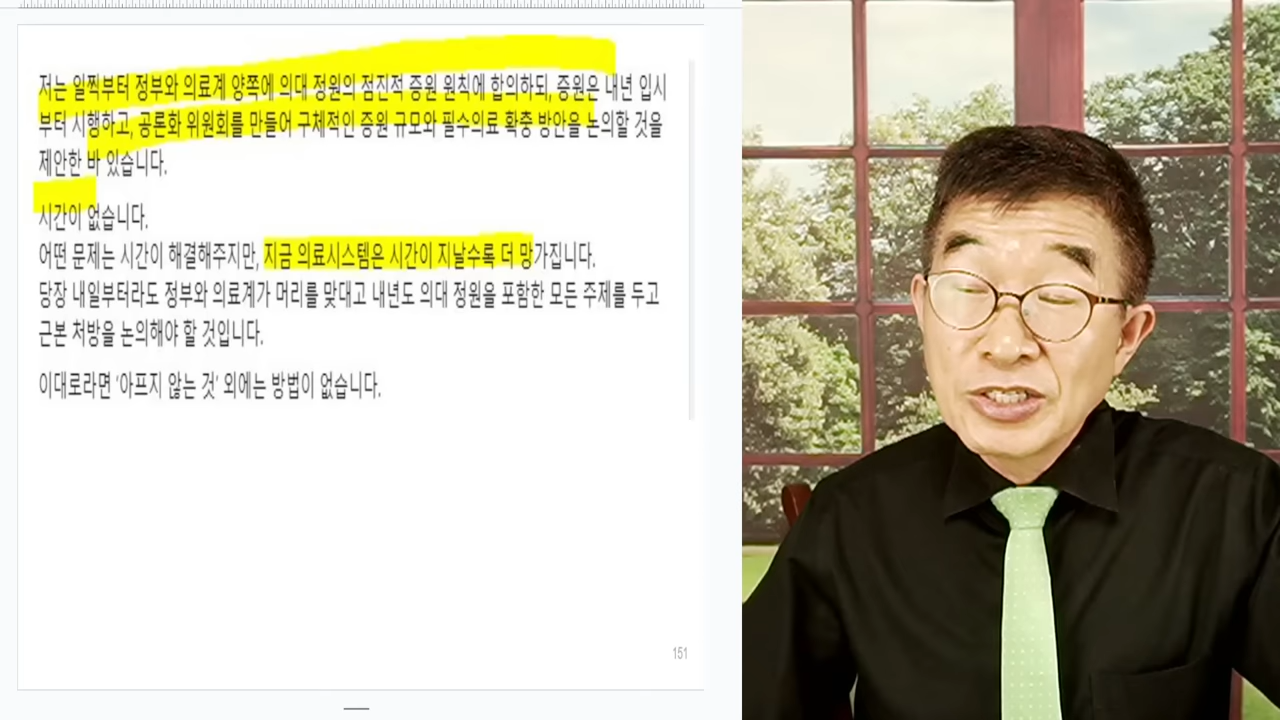 저는 일찍부터 정부와 의료계 양쪽에 의대 정원의 점진적 증원 원칙에 합의하되, 증원은 내년 입시
부터 시행하고, 공론화 위원회를 만들어 구체적인 증원 규모와 필수의료 확충 방안을 논의할 것을
제안한 바 있습니다.
시간이 없습니다.
어떤 문제는 시간이 해결해주지만, 지금 의료시스템은 시간이 지날수록 더 망가집니다.
당장 내일부터라도 정부와 의료계가 머리를 맞대고 내년도 의대 정원을 포함한 모든 주제를 두고
근본 처방을 논의해야 할 것입니다.
이대로라면 '아프지 않는 것' 외에는 방법이 없습니다.
151